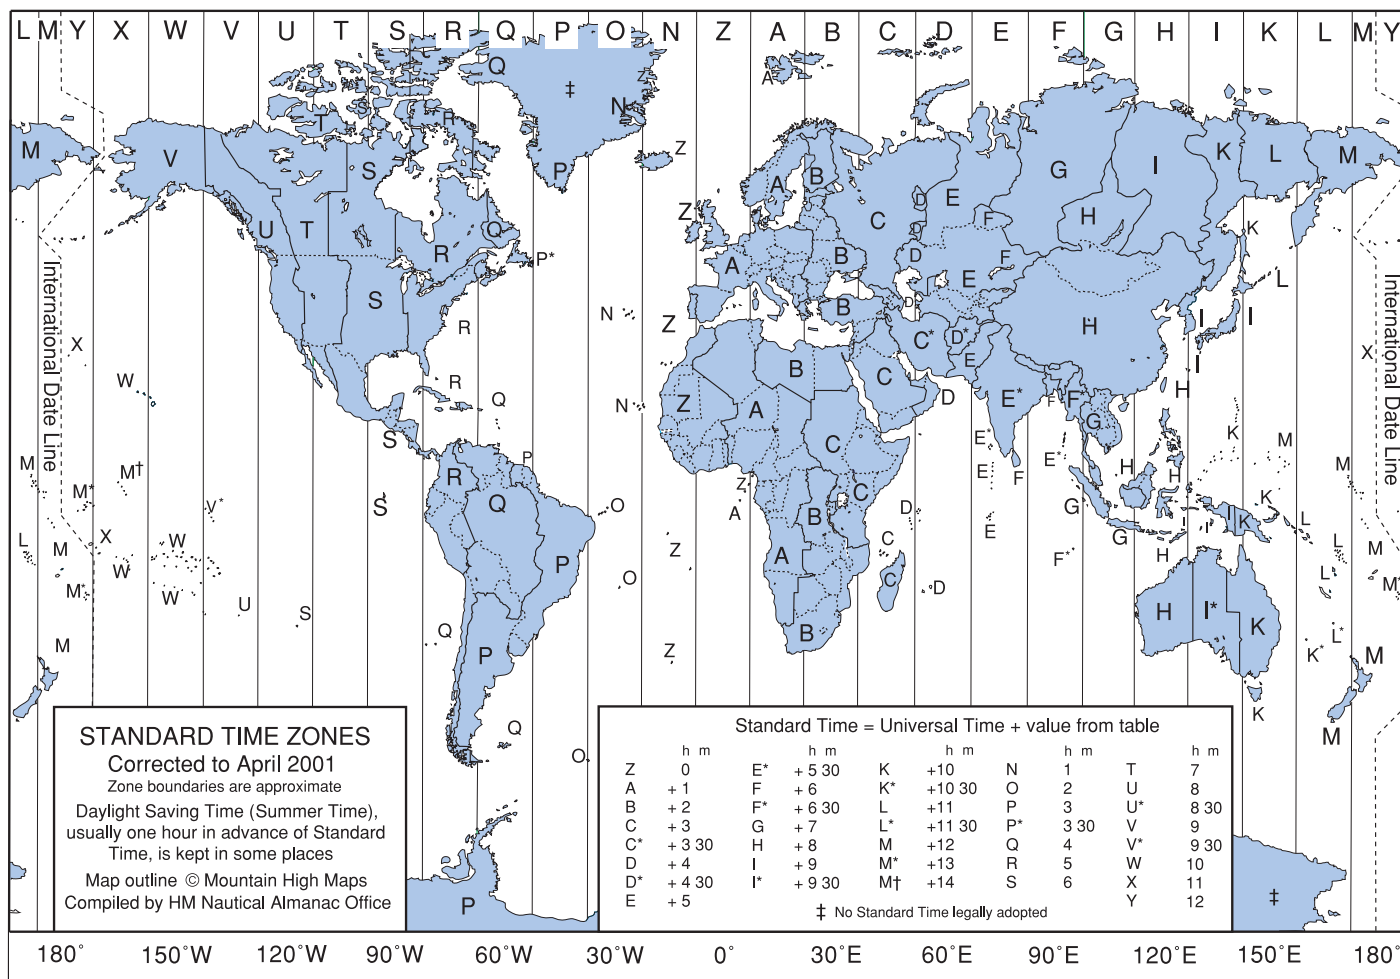 L M Y X W V U T S R Q P O N Z A B C D E F G H I K L M Y
Q ‡ Z A
N
T R
M V S P Z A B C D E F G H I K L M
U T S R Q P* Z A B C D D E F G H K L
International Date Line
International Date Line
S R O N Z B D E F H I I
X W R Q C* D* E H X
N Z A B C D E* F F* G H
S R Q P C E* F E* G H H K M
M M* M† V* S O Z A B C D E F G I I K K L
L M X W W O Z A C C D E F* G H L M
M* W U S O D H I* K L M*
M Q P Z B K* L* M
Q O K M
STANDARD TIME ZONES
Corrected to April 2001
Zone boundaries are approximate
Daylight Saving Time (Summer Time),
usually one hour in advance of Standard
Time, is kept in some places
Map outline © Mountain High Maps
Compiled by HM Nautical Almanac Office
Standard Time = Universal Time + value from table
h m h m h m h m h m
Z 0 E* + 5 30 K +10 N 1 T 7
A + 1 F + 6 K* +10 30 O 2 U 8
B + 2 F* + 6 30 L +11 P 3 U* 8 30
C + 3 G + 7 L* +11 30 P* 3 30 V 9
C* + 3 30 H + 8 M +12 Q 4 V* 9 30
D + 4 I + 9 M* +13 R 5 W 10
D* + 4 30 I* + 9 30 M† +14 S 6 X 11
E + 5 Y 12
‡ No Standard Time legally adopted
P ‡
180° 150°W 120°W 90°W 60°W 30°W 0° 30°E 60°E 90°E 120°E 150°E 180°